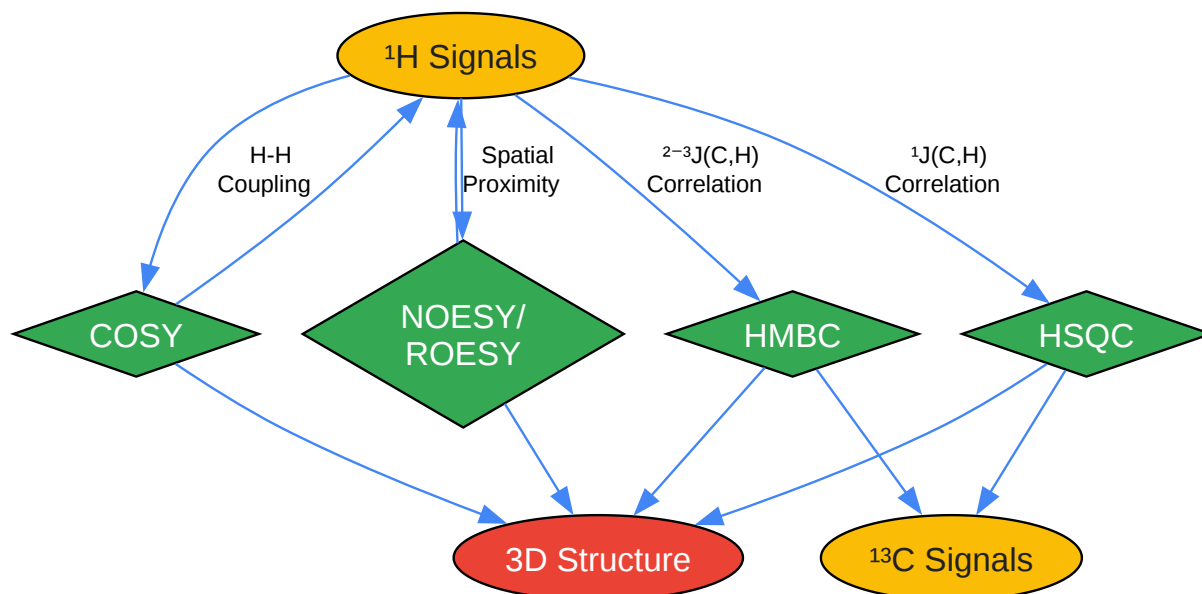 ¹H Signals
H-H
Coupling
Spatial
Proximity
²⁻³J(C,H)
Correlation
¹J(C,H)
Correlation
COSY
NOESY/
ROESY
HMBC
HSQC
3D Structure
¹³C Signals